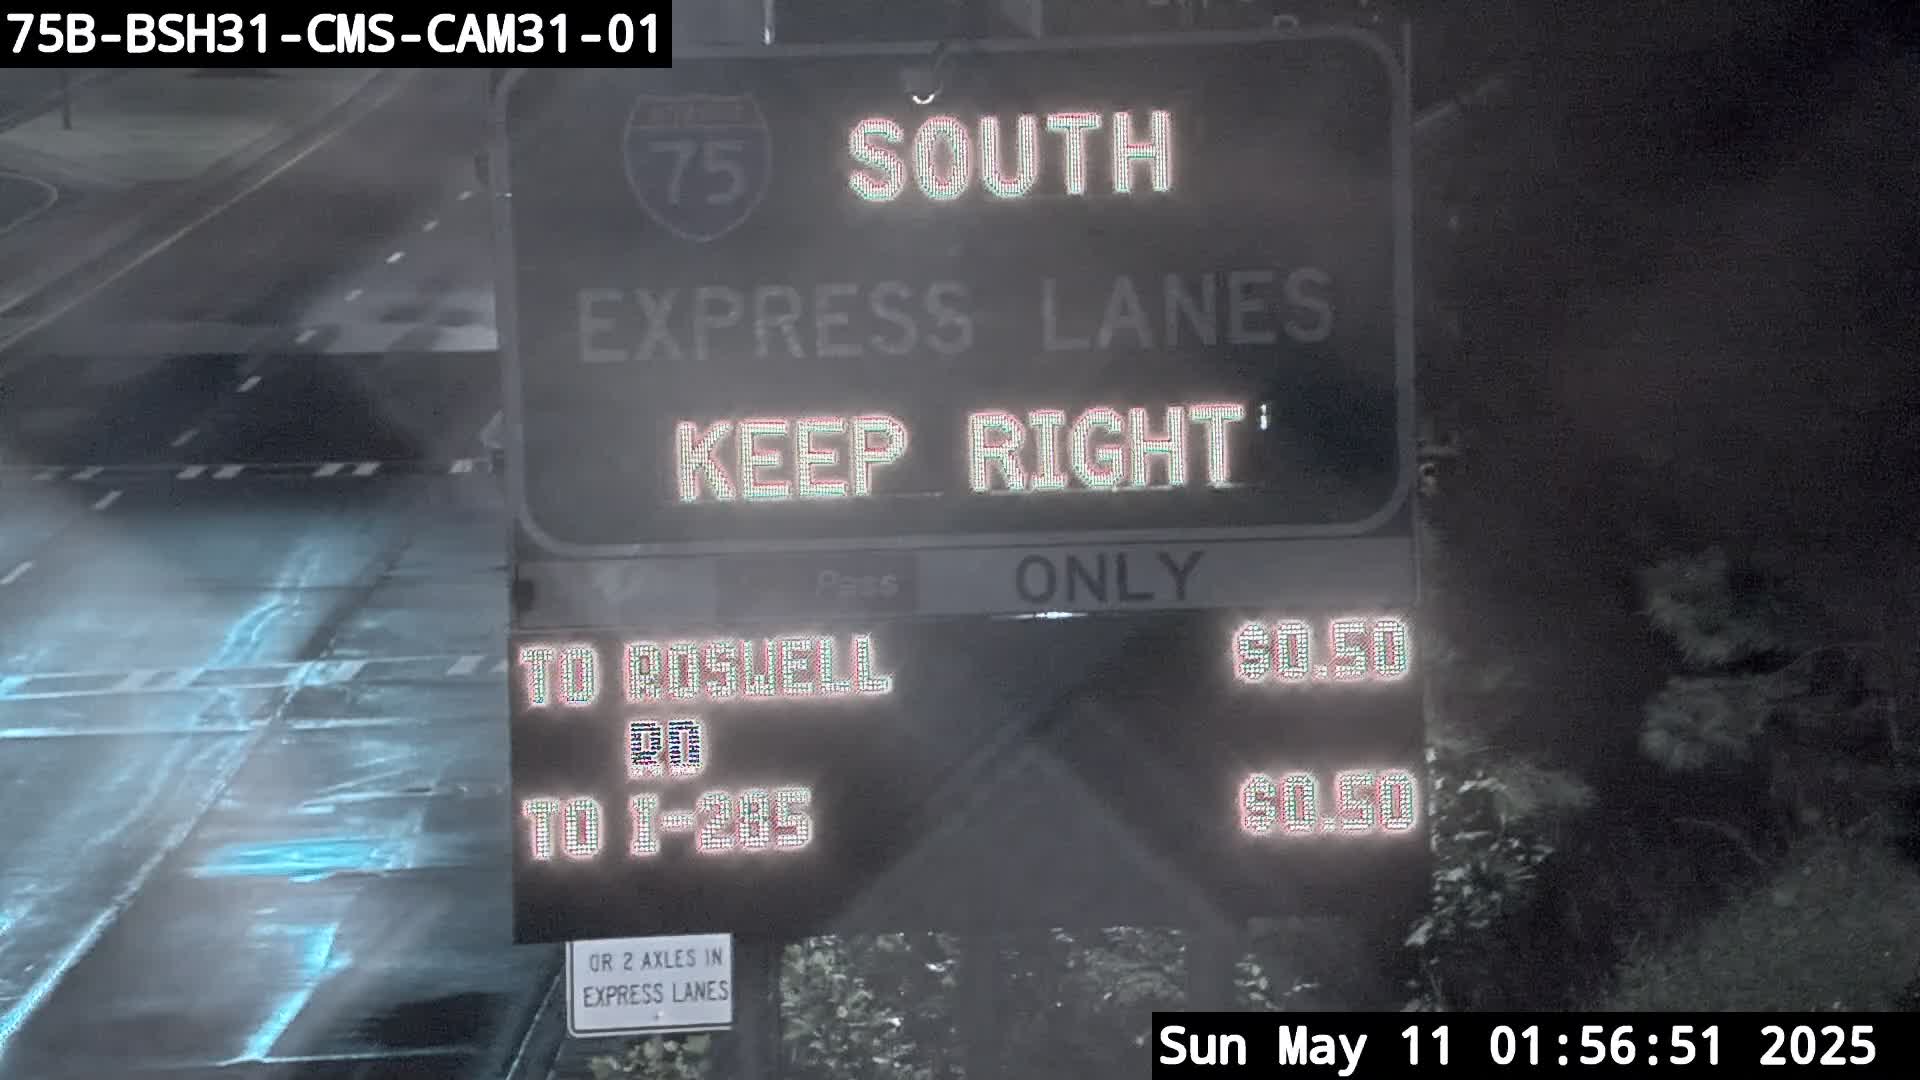 75B-BSH31-CMS-CAM31-01
75 SOUTH
EXPRESS LANES
KEEP RIGHT
Pass ONLY
TO ROSWELL $0.50
RD
TO I-285 $0.50
OR 2 AXLES IN
EXPRESS LANES
Sun May 11 01:56:51 2025